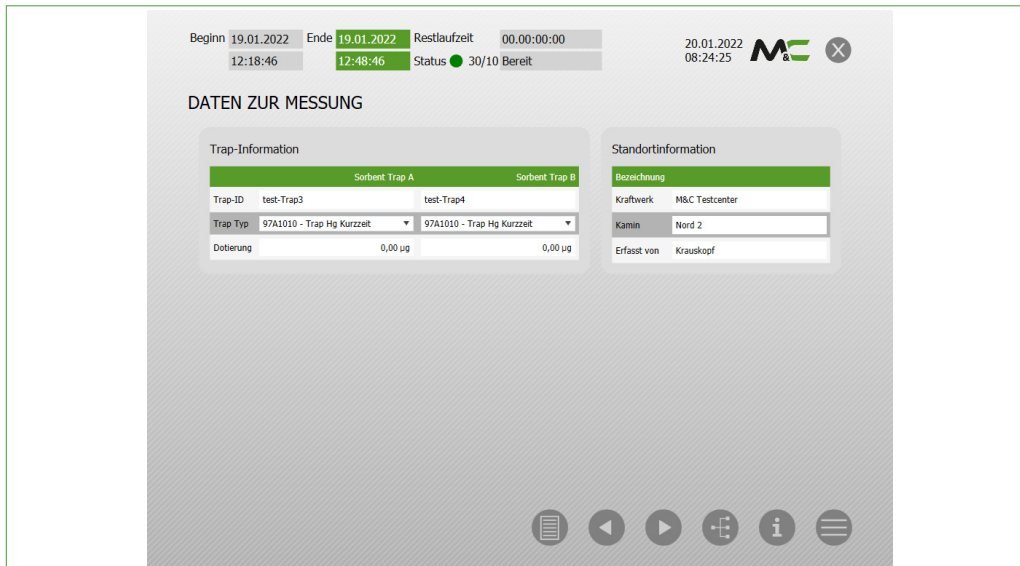 Beginn 19.01.2022 Ende 19.01.2022 Restlaufzeit 00.00:00:00
12:18:46 12:48:46 Status 30/10 Bereit
20.01.2022
08:24:25
M&C
X
DATEN ZUR MESSUNG
Trap-Information
Sorbent Trap A Sorbent Trap B
Trap-ID test-Trap3 test-Trap4
Trap Typ 97A1010 - Trap Hg Kurzzeit 97A1010 - Trap Hg Kurzzeit
Dotierung 0,00 µg 0,00 µg
Standortinformation
Bezeichnung
Kraftwerk M&C Testcenter
Kamin Nord 2
Erfasst von Krauskopf
i